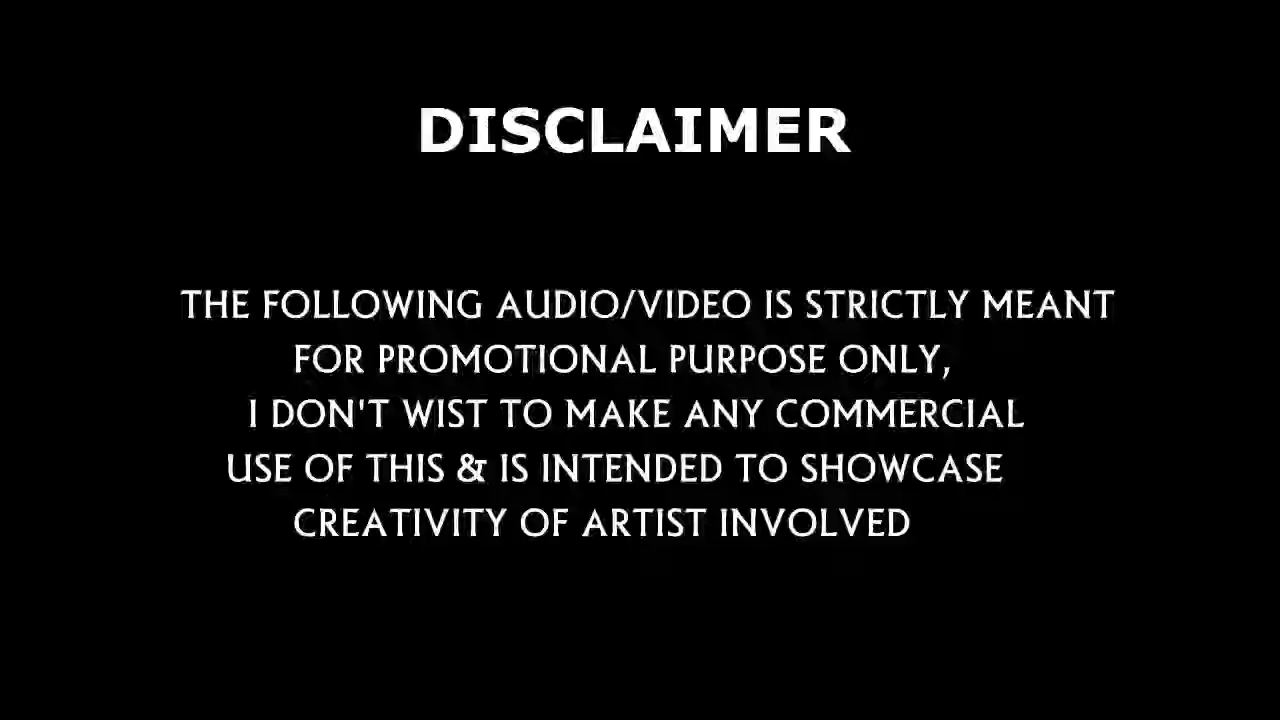 DISCLAIMER
THE FOLLOWING AUDIO/VIDEO IS STRICTLY MEANT
FOR PROMOTIONAL PURPOSE ONLY,
I DON'T WIST TO MAKE ANY COMMERCIAL
USE OF THIS & IS INTENDED TO SHOWCASE
CREATIVITY OF ARTIST INVOLVED